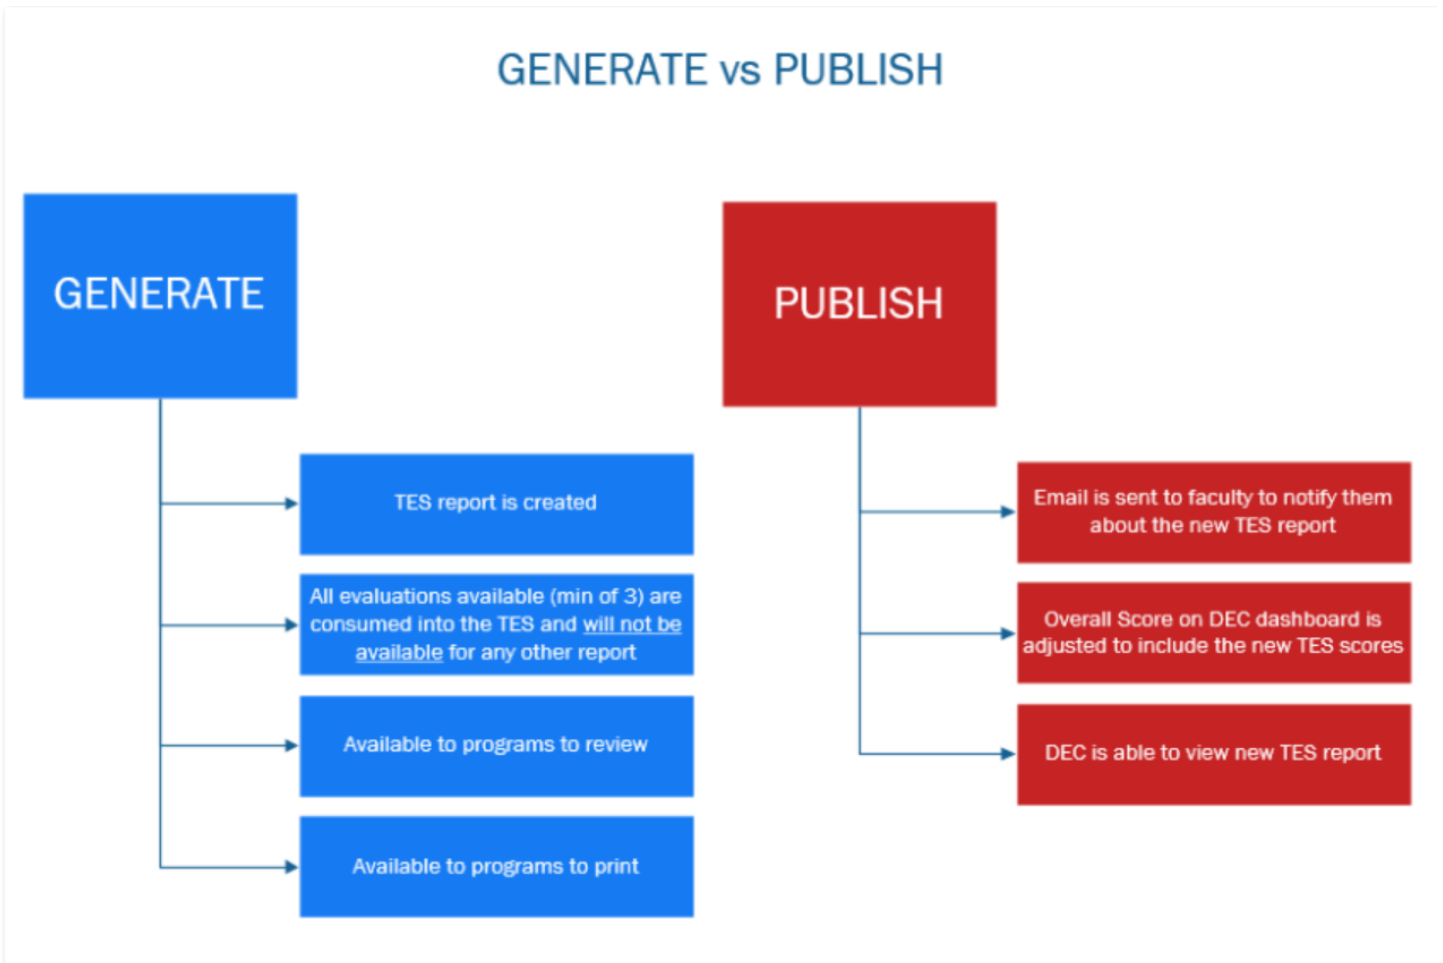 GENERATE vs PUBLISH
GENERATE
TES report is created
All evaluations available (min of 3) are
consumed into the TES and will not be
available for any other report
Available to programs to review
Available to programs to print
PUBLISH
Email is sent to faculty to notify them
about the new TES report
Overall Score on DEC dashboard is
adjusted to include the new TES scores
DEC is able to view new TES report